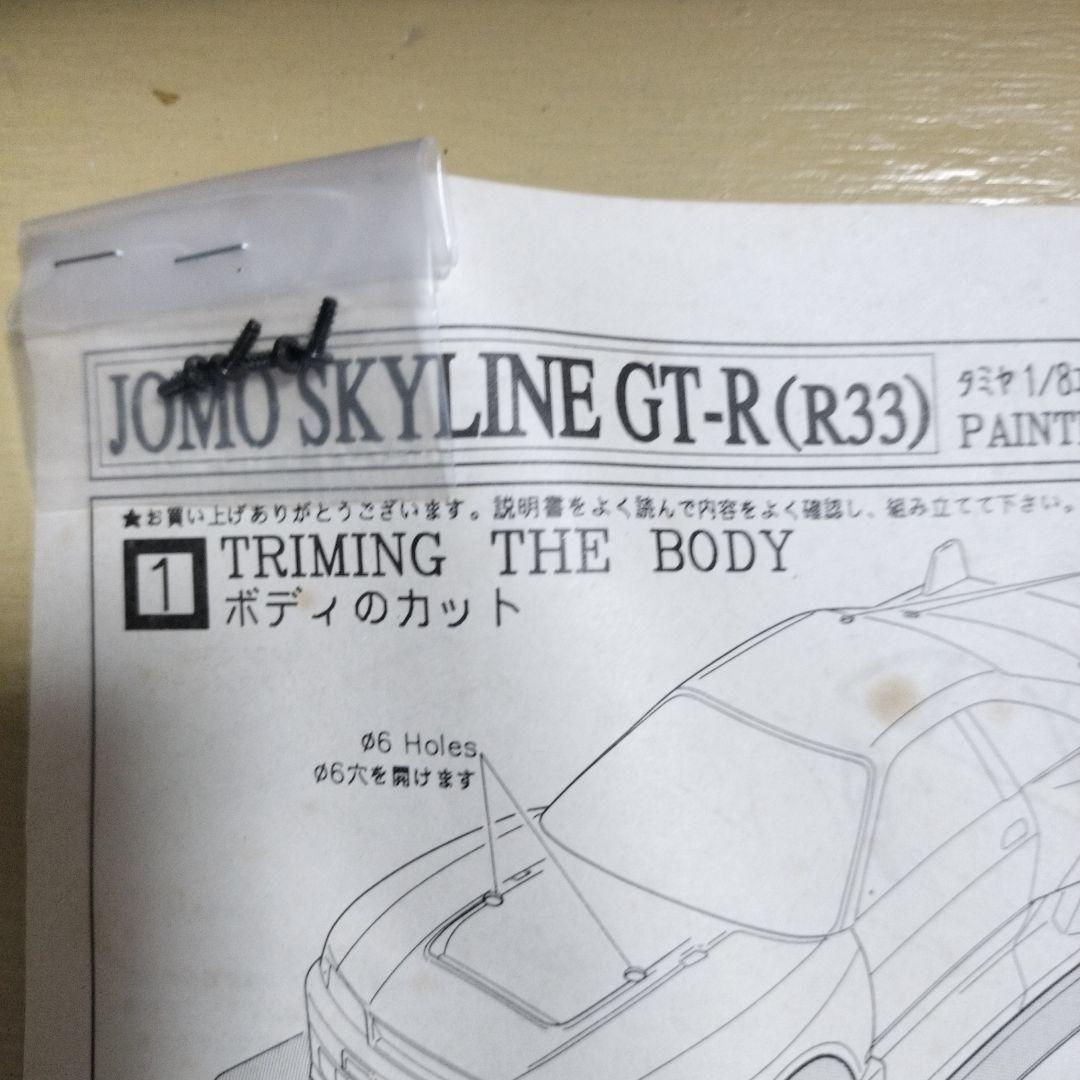 JOMO SKYLINE GT-R(R33)
タミヤ 1/8
PAINT
★お買い上げありがとうございます。説明書をよく読んで内容をよく確認し、組み立てて下さい。
1 TRIMING THE BODY
ボディのカット
ø6 Holes
ø6穴を開けます